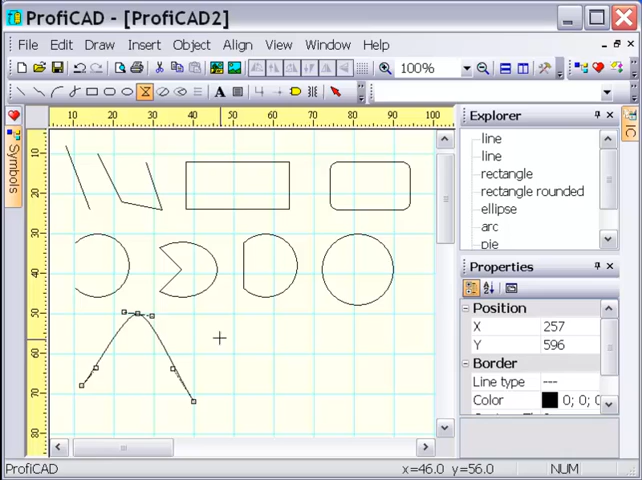 ProfiCAD - [ProfiCAD2]
File Edit Draw Insert Object Align View Window Help
100%
A
10 20 30 40 50 60 70 80 90 100
Explorer
Symbols
IC
10
20
30
40
50
60
70
80
line
line
rectangle
rectangle rounded
ellipse
arc
pie
Properties
Position
X 257
Y 596
Border
Line type ---
Color 0; 0; 0
ProfiCAD x=46.0 y=56.0 NUM